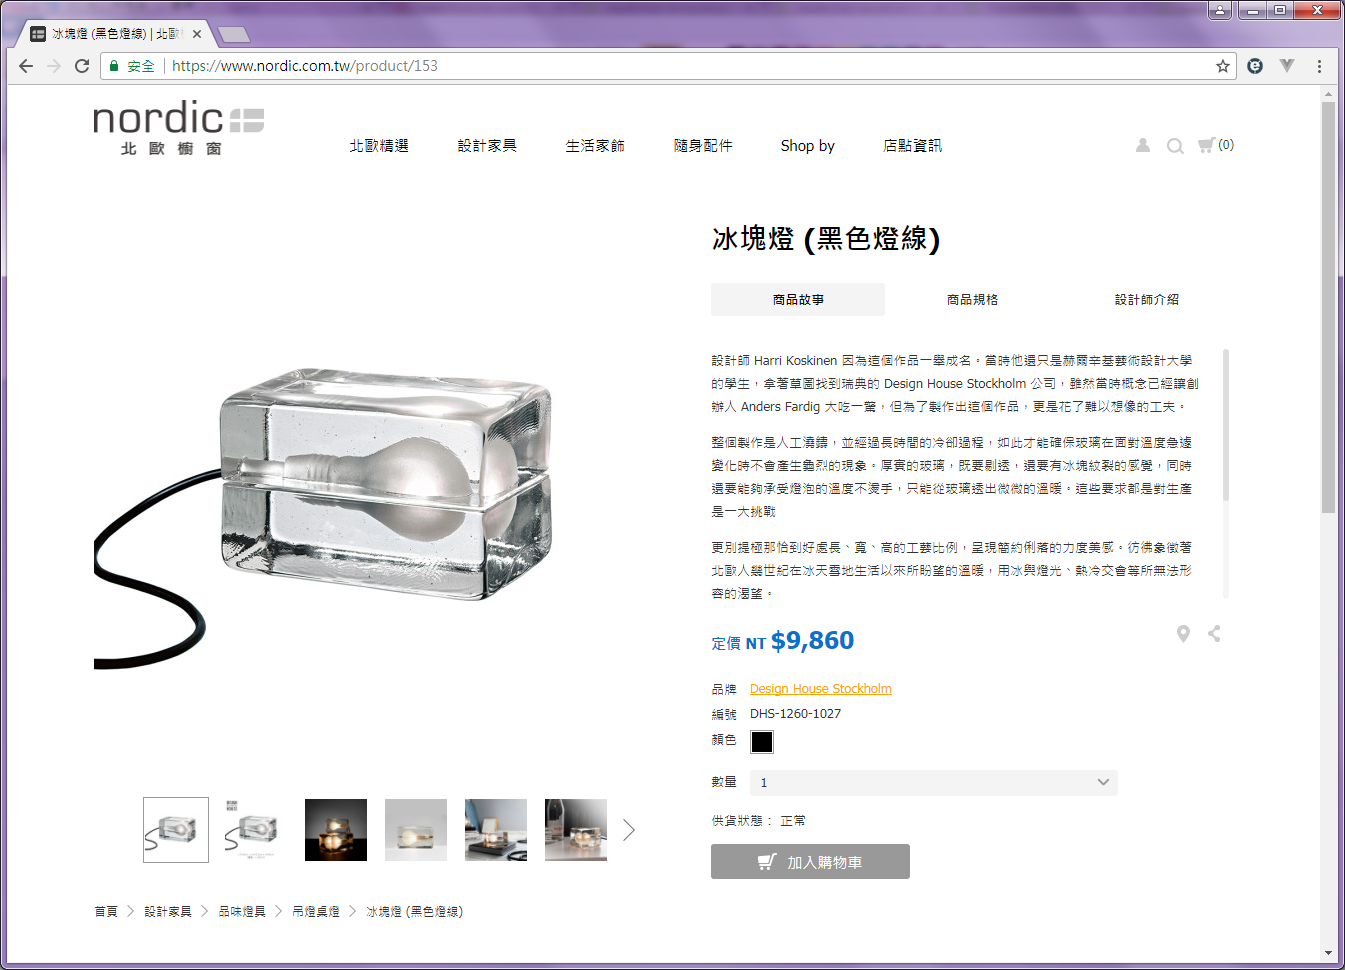 冰塊燈 (黑色燈線) | 北歐
安全
https://www.nordic.com.tw/product/153
nordic
北歐櫥窗
北歐精選 設計家具 生活家飾 隨身配件 Shop by 店點資訊
(0)
冰塊燈 (黑色燈線)
商品故事 商品規格 設計師介紹
設計師 Harri Koskinen 因為這個作品一舉成名。當時他還只是赫爾辛基藝術設計大學
的學生，拿著草圖找到瑞典的 Design House Stockholm 公司，雖然當時概念已經讓創
辦人 Anders Fardig 大吃一驚，但為了製作出這個作品，更是花了難以想像的工夫。
整個製作是人工澆鑄，並經過長時間的冷卻過程，如此才能確保玻璃在面對溫度急遽
變化時不會產生龜烈的現象。厚實的玻璃，既要剔透，還要有冰塊紋裂的感覺，同時
還要能夠承受燈泡的溫度不燙手，只能從玻璃透出微微的溫暖。這些要求都是對生產
是一大挑戰
更別提極那恰到好處長、寬、高的工藝比例，呈現簡約俐落的力度美感。彷彿象徵著
北歐人幾世紀在冰天雪地生活以來所盼望的溫暖，用冰與燈光、熱冷交會等所無法形
容的渴望。
定價 NT $9,860
品牌 Design House Stockholm
編號 DHS-1260-1027
顏色
數量 1
供貨狀態： 正常
加入購物車
首頁 設計家具 品味燈具 吊燈桌燈 冰塊燈 (黑色燈線)